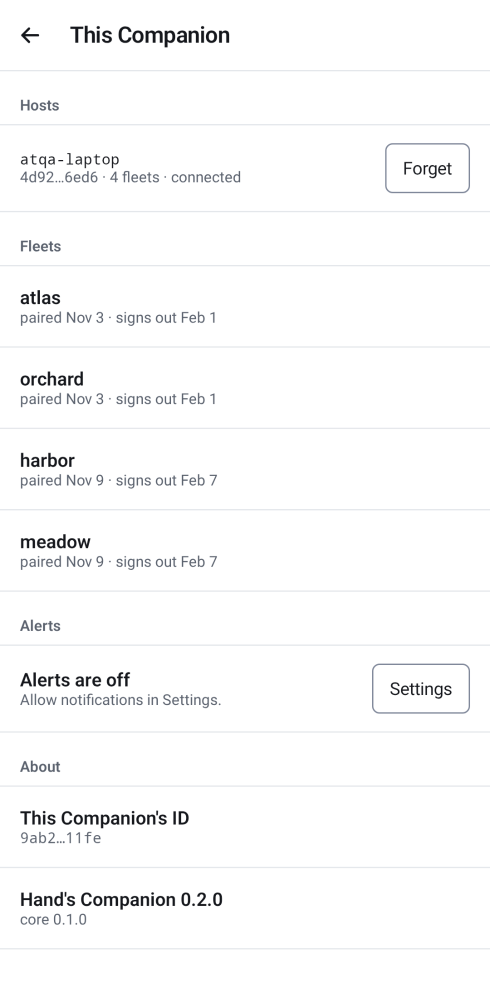 This Companion
Hosts
atqa-laptop
4d92…6ed6 · 4 fleets · connected
Forget
Fleets
atlas
paired Nov 3 · signs out Feb 1
orchard
paired Nov 3 · signs out Feb 1
harbor
paired Nov 9 · signs out Feb 7
meadow
paired Nov 9 · signs out Feb 7
Alerts
Alerts are off
Allow notifications in Settings.
Settings
About
This Companion's ID
9ab2…11fe
Hand's Companion 0.2.0
core 0.1.0